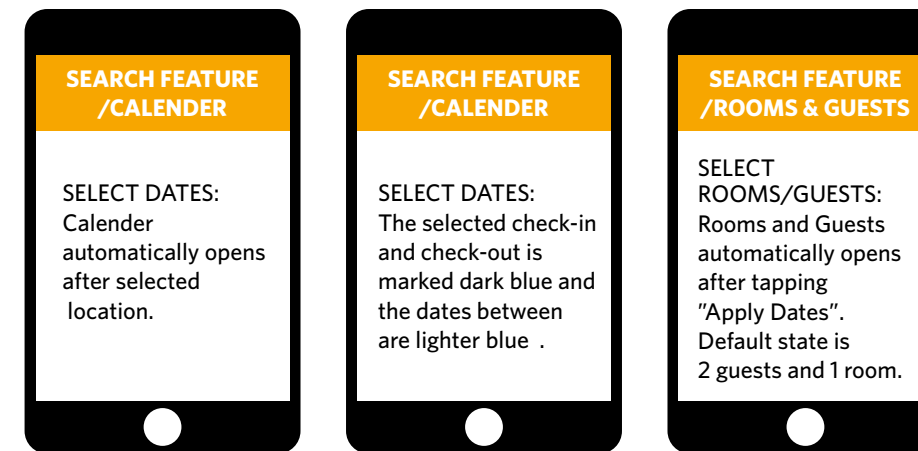 SEARCH FEATURE
/CALENDER
SELECT DATES:
Calender
automatically opens
after selected
location.
SEARCH FEATURE
/CALENDER
SELECT DATES:
The selected check-in
and check-out is
marked dark blue and
the dates between
are lighter blue .
SEARCH FEATURE
/ROOMS & GUESTS
SELECT
ROOMS/GUESTS:
Rooms and Guests
automatically opens
after tapping
”Apply Dates”.
Default state is
2 guests and 1 room.